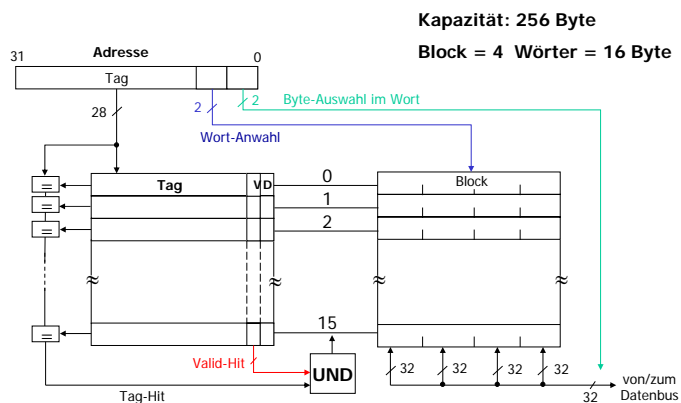 Kapazität: 256 Byte
Block = 4 Wörter = 16 Byte
Adresse
31
0
Tag
28
2
2
Byte-Auswahl im Wort
Wort-Anwahl
=
Tag
V
D
0
Block
=
1
=
2
≈
≈
≈
≈
=
15
Valid-Hit
UND
Tag-Hit
32
32
32
32
32
von/zum
Datenbus